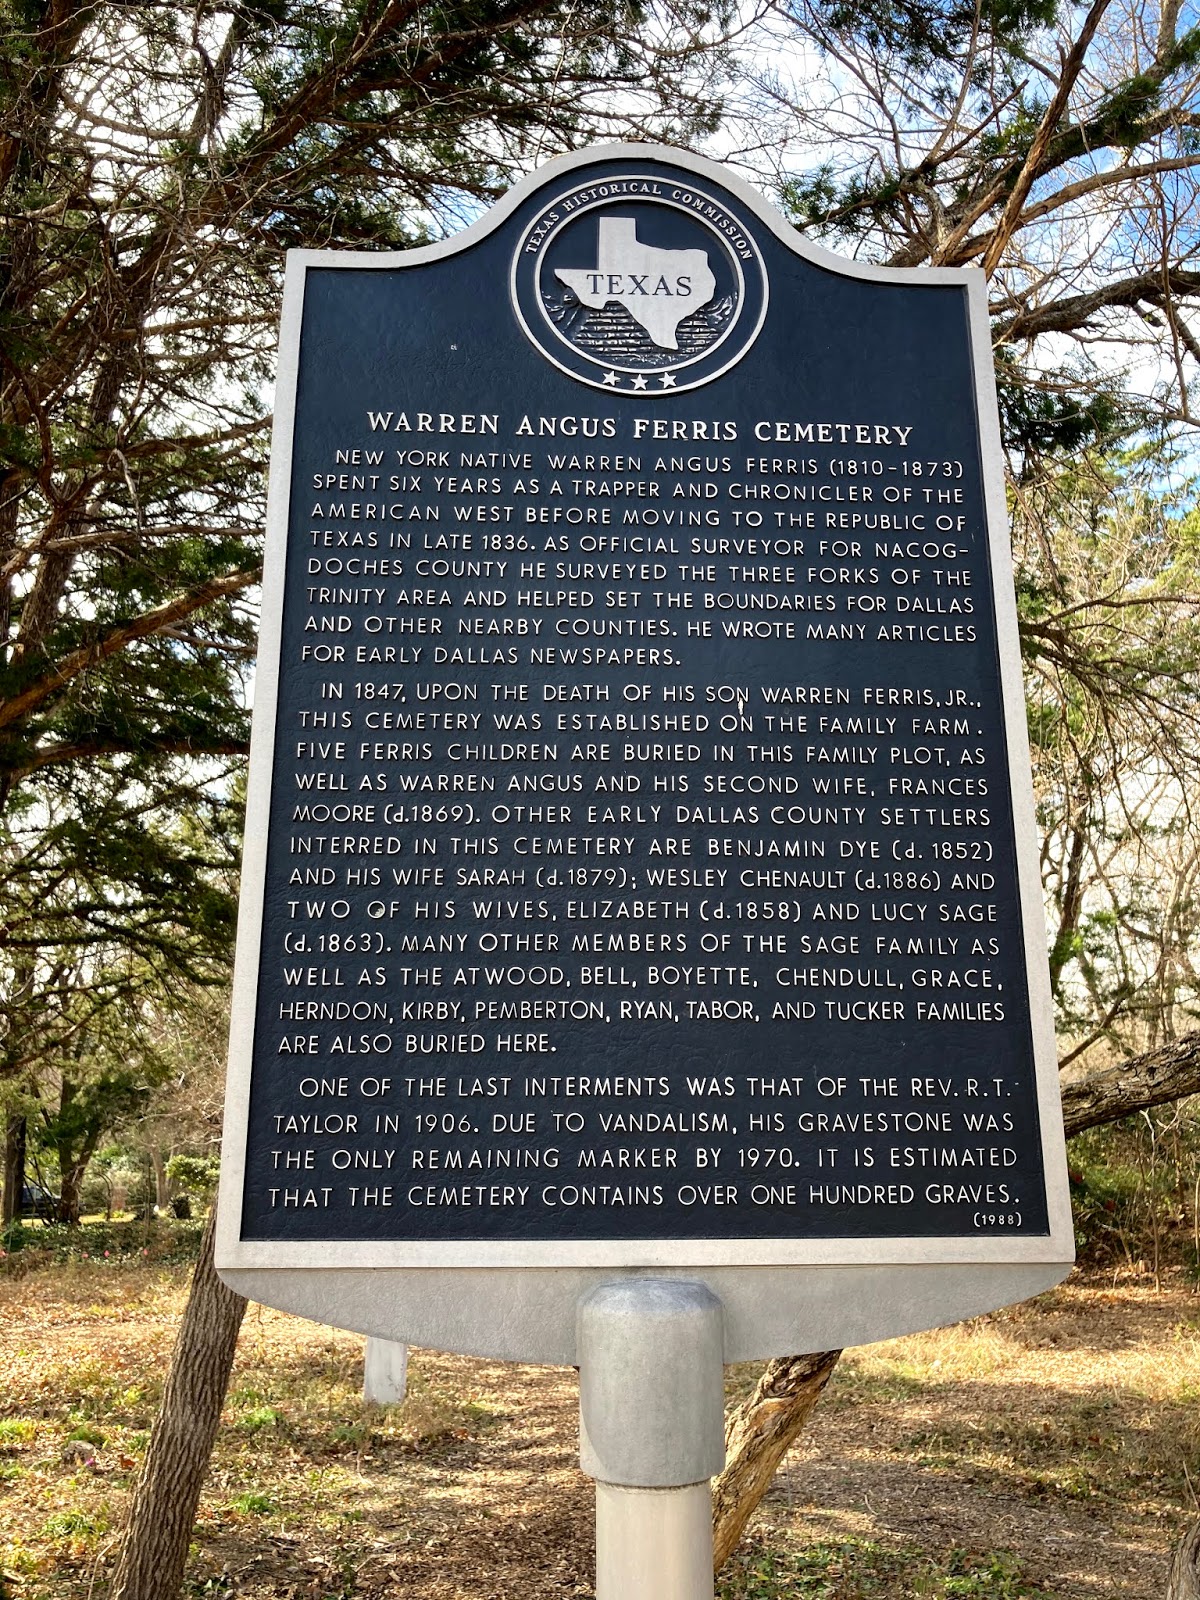 TEXAS HISTORICAL COMMISSION
TEXAS
WARREN ANGUS FERRIS CEMETERY
NEW YORK NATIVE WARREN ANGUS FERRIS (1810-1873)
SPENT SIX YEARS AS A TRAPPER AND CHRONICLER OF THE
AMERICAN WEST BEFORE MOVING TO THE REPUBLIC OF
TEXAS IN LATE 1836. AS OFFICIAL SURVEYOR FOR NACOG-
DOCHES COUNTY HE SURVEYED THE THREE FORKS OF THE
TRINITY AREA AND HELPED SET THE BOUNDARIES FOR DALLAS
AND OTHER NEARBY COUNTIES. HE WROTE MANY ARTICLES
FOR EARLY DALLAS NEWSPAPERS.
IN 1847, UPON THE DEATH OF HIS SON WARREN FERRIS, JR.,
THIS CEMETERY WAS ESTABLISHED ON THE FAMILY FARM.
FIVE FERRIS CHILDREN ARE BURIED IN THIS FAMILY PLOT, AS
WELL AS WARREN ANGUS AND HIS SECOND WIFE, FRANCES
MOORE (d.1869). OTHER EARLY DALLAS COUNTY SETTLERS
INTERRED IN THIS CEMETERY ARE BENJAMIN DYE (d. 1852)
AND HIS WIFE SARAH (d.1879); WESLEY CHENAULT (d.1886) AND
TWO OF HIS WIVES, ELIZABETH (d.1858) AND LUCY SAGE
(d.1863). MANY OTHER MEMBERS OF THE SAGE FAMILY AS
WELL AS THE ATWOOD, BELL, BOYETTE, CHENDULL, GRACE,
HERNDON, KIRBY, PEMBERTON, RYAN, TABOR, AND TUCKER FAMILIES
ARE ALSO BURIED HERE.
ONE OF THE LAST INTERMENTS WAS THAT OF THE REV. R.T.
TAYLOR IN 1906. DUE TO VANDALISM, HIS GRAVESTONE WAS
THE ONLY REMAINING MARKER BY 1970. IT IS ESTIMATED
THAT THE CEMETERY CONTAINS OVER ONE HUNDRED GRAVES.
(1988)